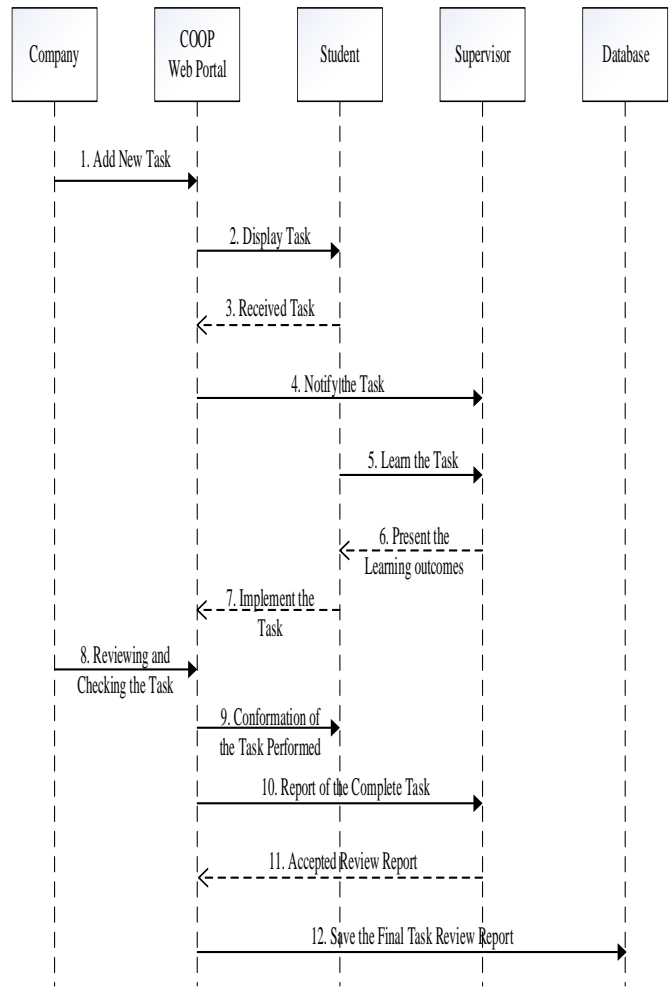 Company
COOP
Web Portal
Student
Supervisor
Database
1. Add New Task
2. Display Task
3. Received Task
4. Notify the Task
5. Learn the Task
6. Present the
Learning outcomes
7. Implement the
Task
8. Reviewing and
Checking the Task
9. Conformation of
the Task Performed
10. Report of the Complete Task
11. Accepted Review Report
12. Save the Final Task Review Report